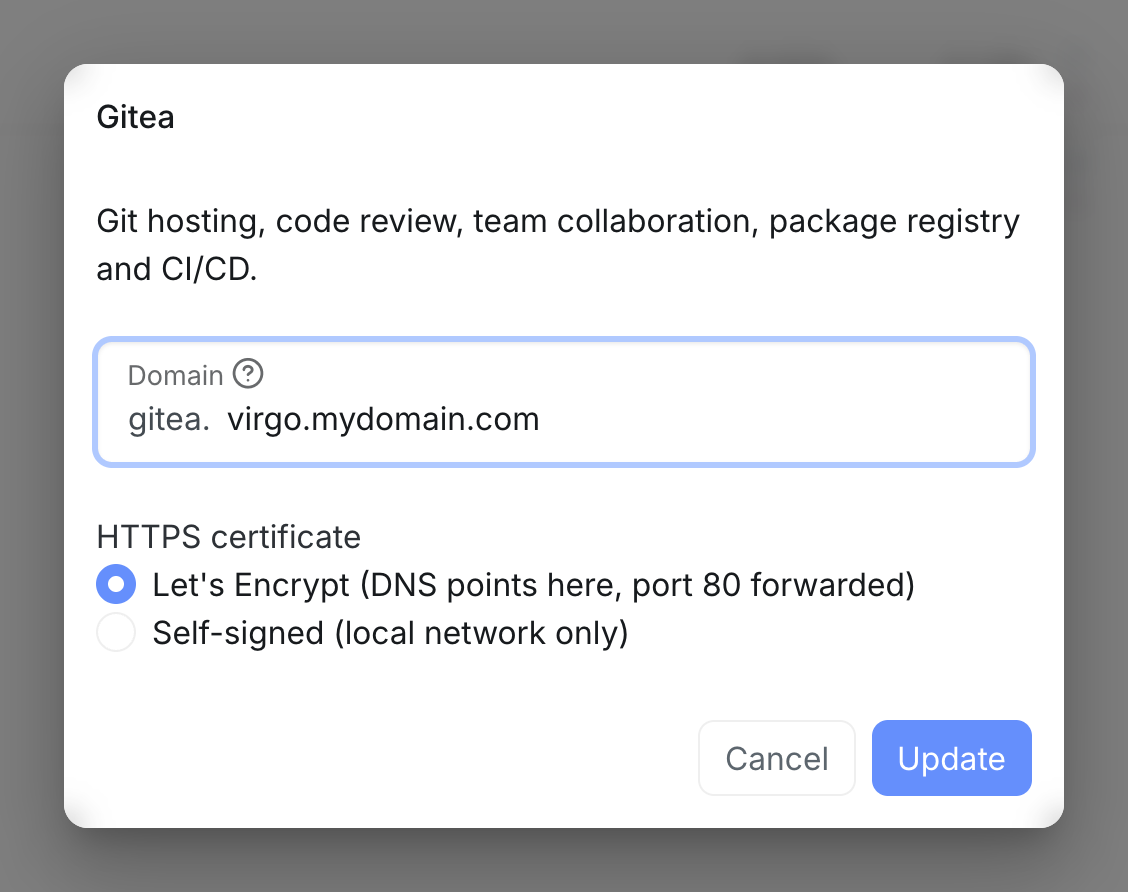 Gitea
Git hosting, code review, team collaboration, package registry
and CI/CD.
Domain ?
gitea. virgo.mydomain.com
HTTPS certificate
Let's Encrypt (DNS points here, port 80 forwarded)
Self-signed (local network only)
Cancel Update